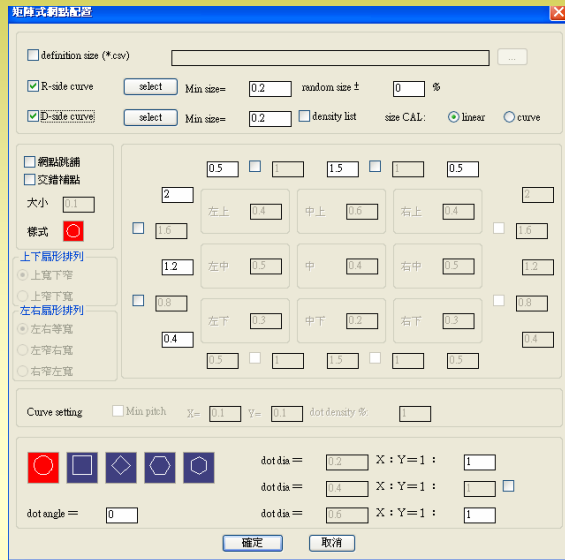 矩陣式網點配置
definition size (*.csv) ...
R-side curve select Min size= 0.2 random size ± 0 %
D-side curve select Min size= 0.2 density list size CAL: linear curve
網點跳舖
交錯補點
大小 0.1
樣式
上下扇形排列
上寬下窄
上窄下寬
左右扇形排列
左右等寬
左窄右寬
右窄左寬
0.5 1 1.5 1 0.5
2 左上 0.4 中上 0.6 右上 0.4 2
1.6 1.6
1.2 左中 0.5 中 0.4 右中 0.5 1.2
0.8 0.8
0.4 左下 0.3 中下 0.2 右下 0.3 0.4
0.5 1 1.5 1 0.5
Curve setting Min pitch X= 0.1 Y= 0.1 dot density %: 1
dot dia = 0.2 X : Y = 1 : 1
dot dia = 0.4 X : Y = 1 : 1
dot angle = 0 dot dia = 0.6 X : Y = 1 : 1
確定 取消